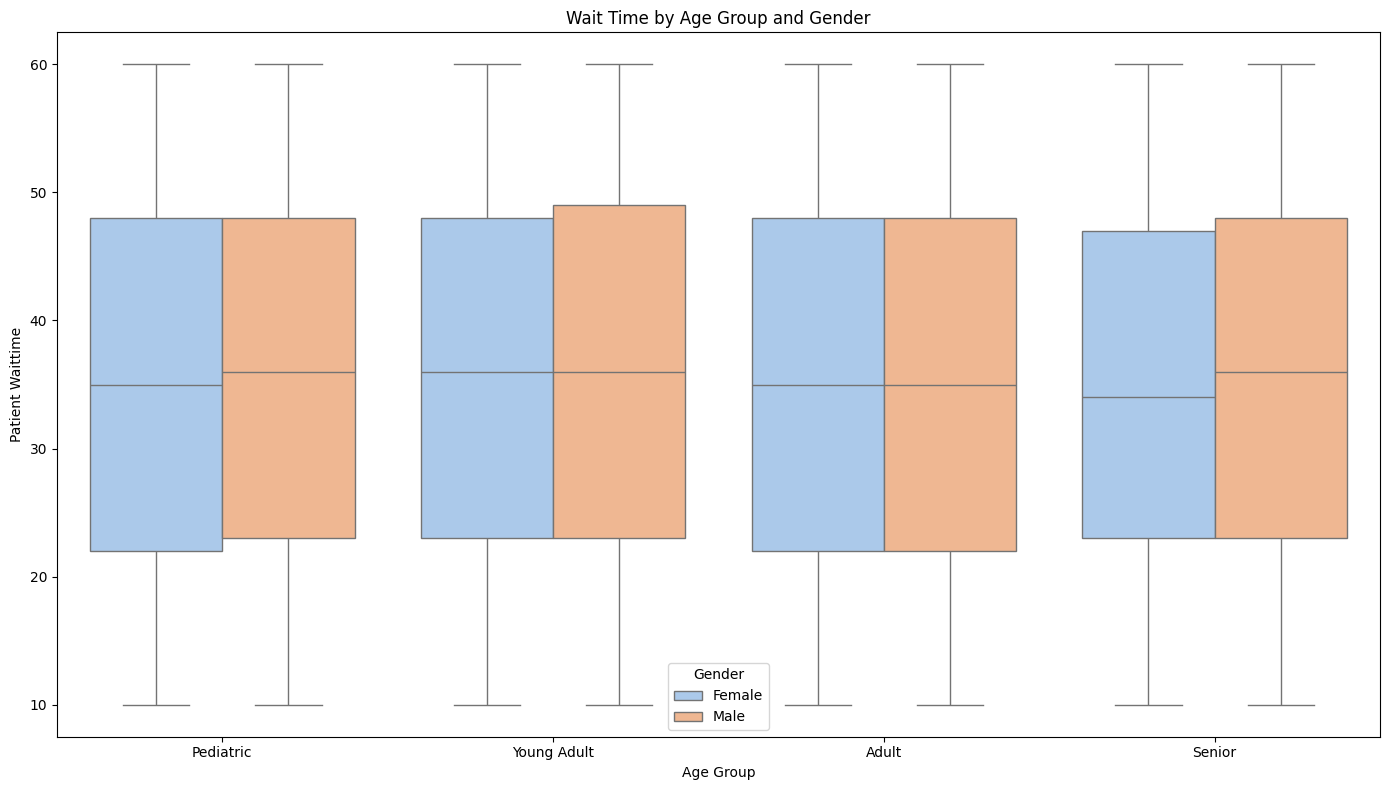 Wait Time by Age Group and Gender
Patient Waittime
60
50
40
30
20
10
Gender
Female
Male
Pediatric
Young Adult
Adult
Senior
Age Group